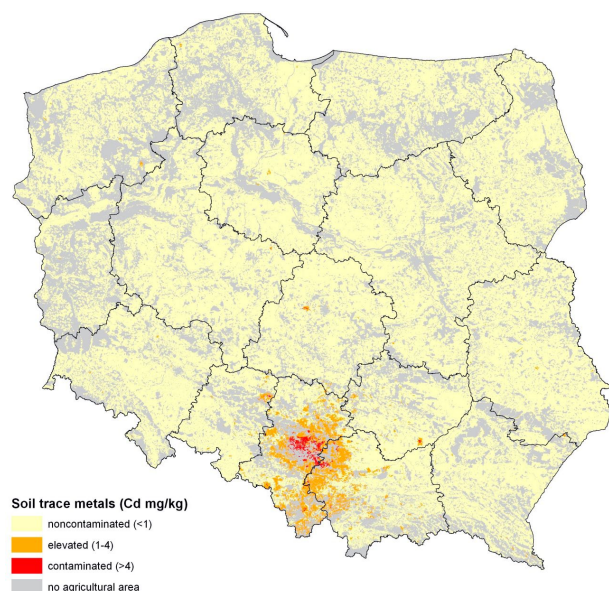 Soil trace metals (Cd mg/kg)
noncontaminated (<1)
elevated (1-4)
contaminated (>4)
no agricultural area